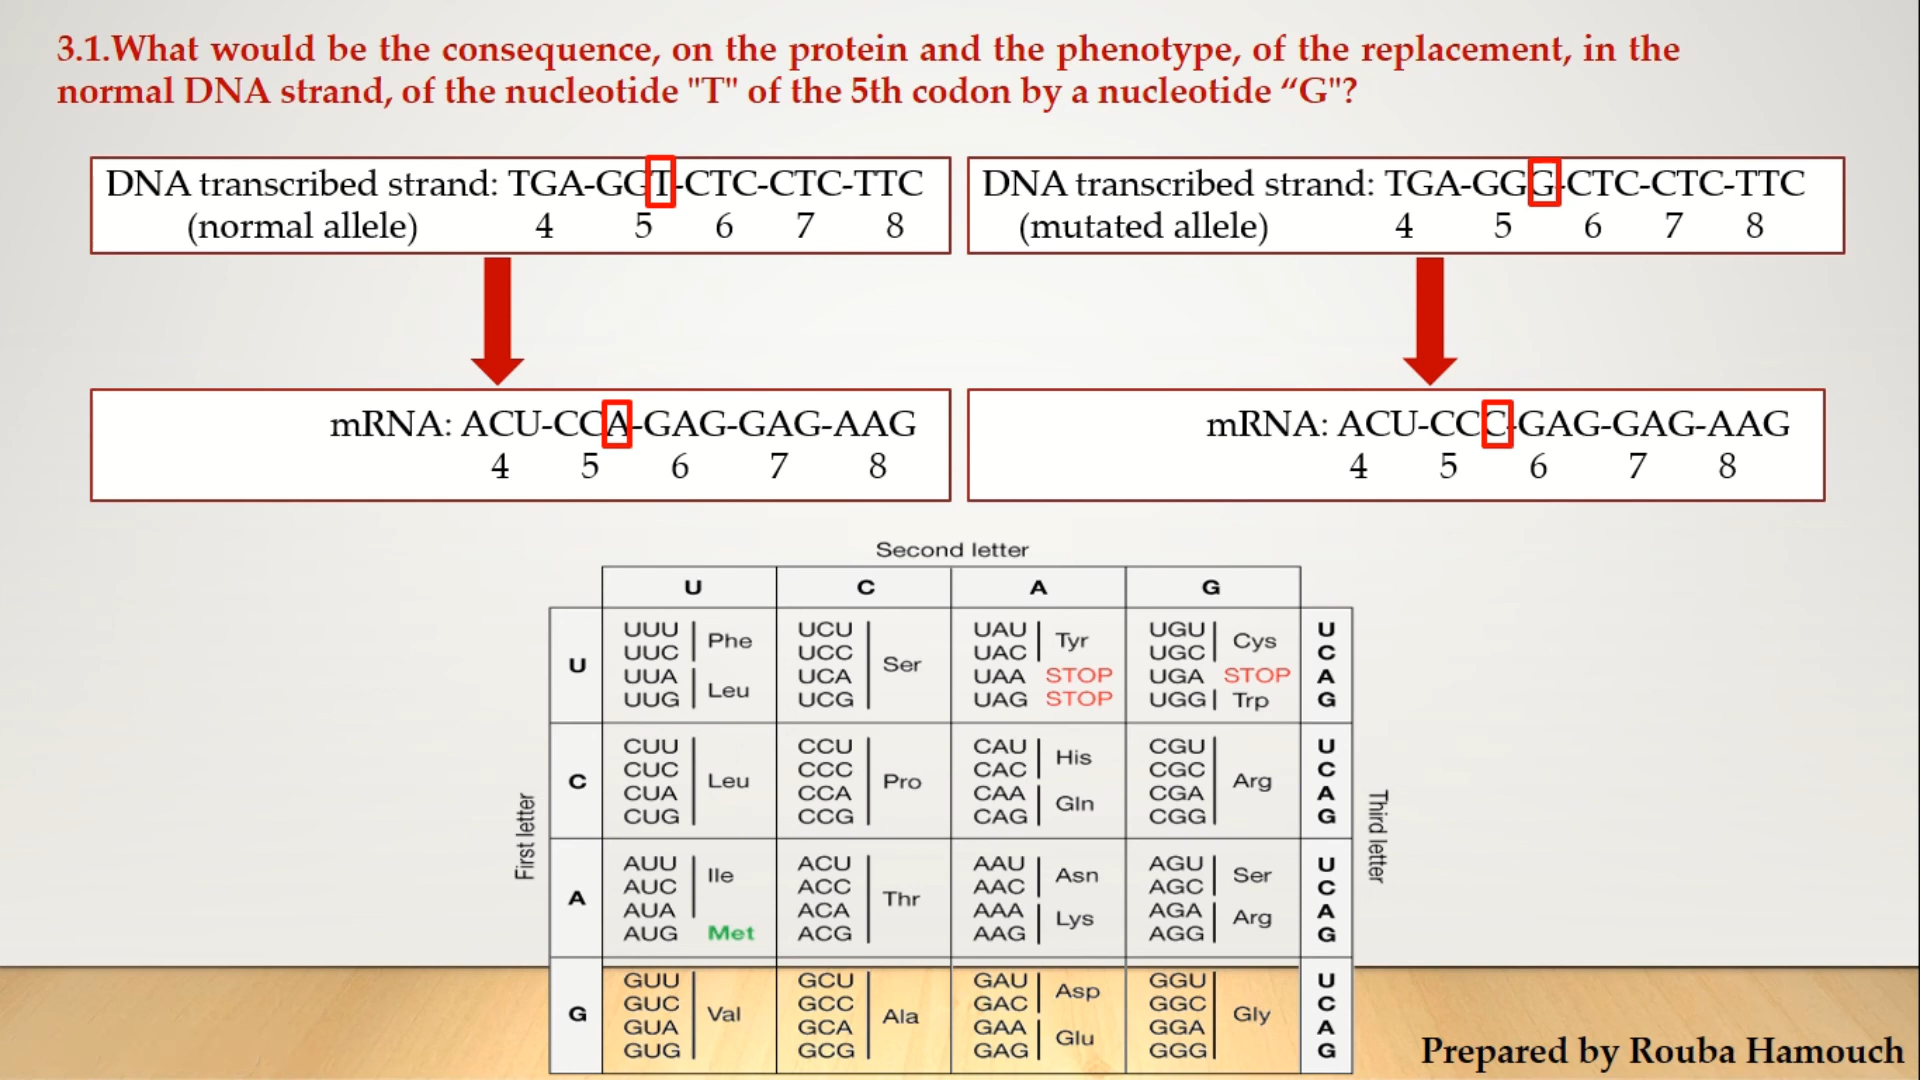 3.1.What would be the consequence, on the protein and the phenotype, of the replacement, in the
normal DNA strand, of the nucleotide "T" of the 5th codon by a nucleotide “G"?
DNA transcribed strand: TGA-GGT-CTC-CTC-TTC
(normal allele) 4 5 6 7 8
DNA transcribed strand: TGA-GGG-CTC-CTC-TTC
(mutated allele) 4 5 6 7 8
mRNA: ACU-CCA-GAG-GAG-AAG
4 5 6 7 8
mRNA: ACU-CCC-GAG-GAG-AAG
4 5 6 7 8
Second letter
U C A G
First letter
U
UUU
UUC
UUA
UUG
Phe
Leu
UCU
UCC
UCA
UCG
Ser
UAU
UAC
UAA STOP
UAG STOP
Tyr
UGU
UGC
UGA STOP
UGG Trp
Cys
U
C
A
G
C
CUU
CUC
CUA
CUG
Leu
CCU
CCC
CCA
CCG
Pro
CAU
CAC
CAA
CAG
His
Gln
CGU
CGC
CGA
CGG
Arg
U
C
A
G
A
AUU
AUC
AUA
AUG Met
Ile
ACU
ACC
ACA
ACG
Thr
AAU
AAC
AAA
AAG
Asn
Lys
AGU
AGC
AGA
AGG
Ser
Arg
U
C
A
G
G
GUU
GUC
GUA
GUG
Val
GCU
GCC
GCA
GCG
Ala
GAU
GAC
GAA
GAG
Asp
Glu
GGU
GGC
GGA
GGG
Gly
U
C
A
G
Third letter
Prepared by Rouba Hamouch